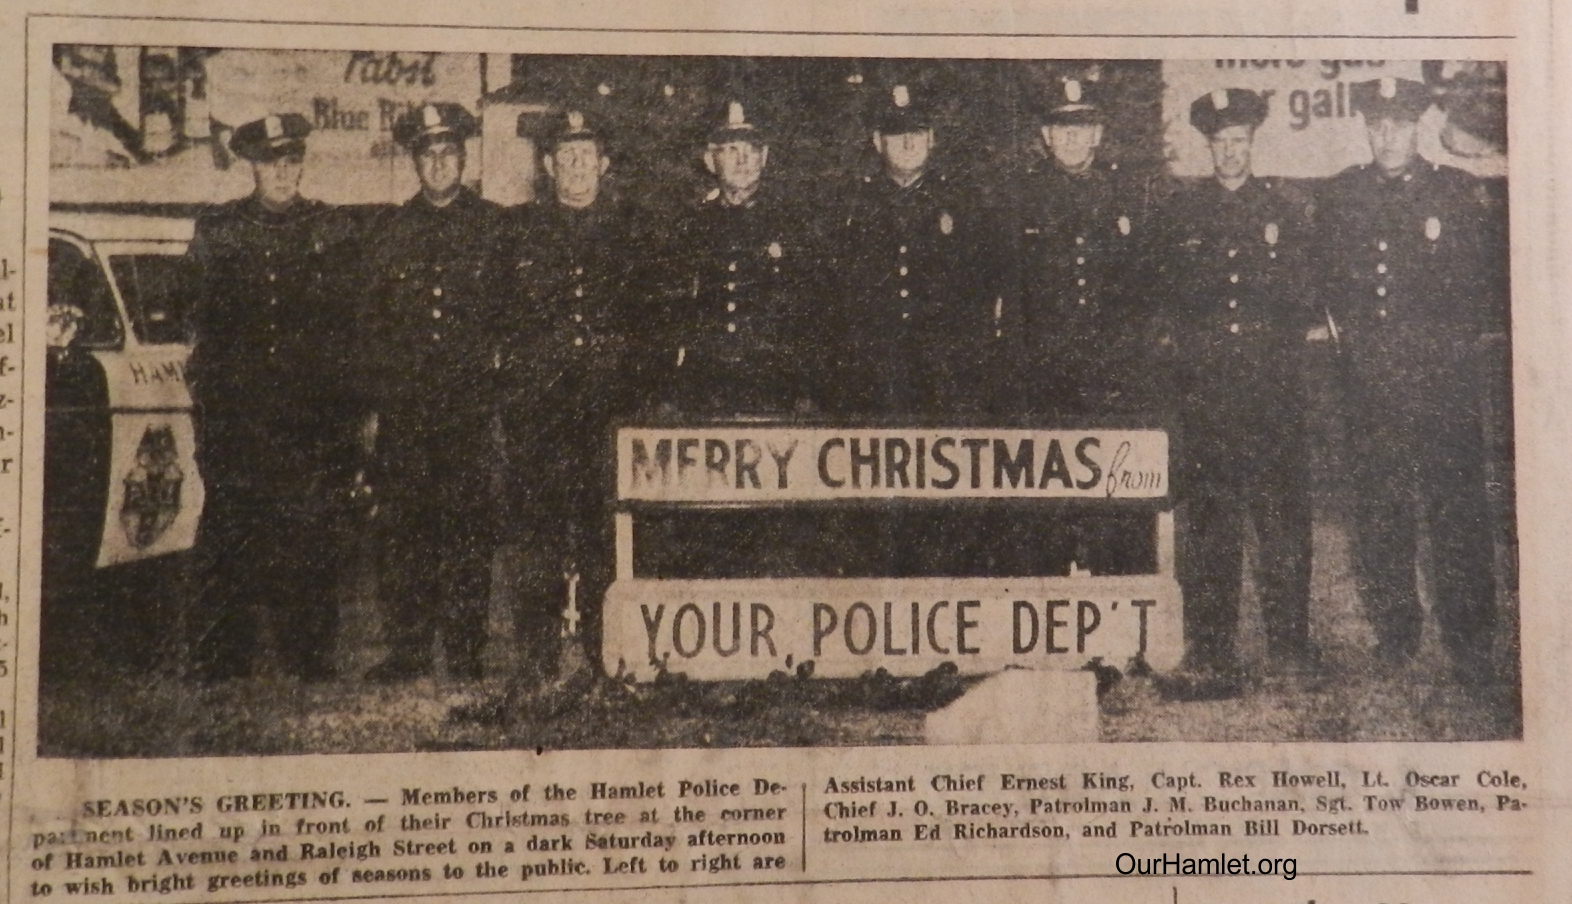 Pabst
Blue
gall
HAM
MERRY CHRISTMAS from
YOUR POLICE DEP'T
SEASON'S GREETING. — Members of the Hamlet Police De-
partment lined up in front of their Christmas tree at the corner
of Hamlet Avenue and Raleigh Street on a dark Saturday afternoon
to wish bright greetings of seasons to the public. Left to right are
Assistant Chief Ernest King, Capt. Rex Howell, Lt. Oscar Cole,
Chief J. O. Bracey, Patrolman J. M. Buchanan, Sgt. Tow Bowen, Pa-
trolman Ed Richardson, and Patrolman Bill Dorsett.
OurHamlet.org